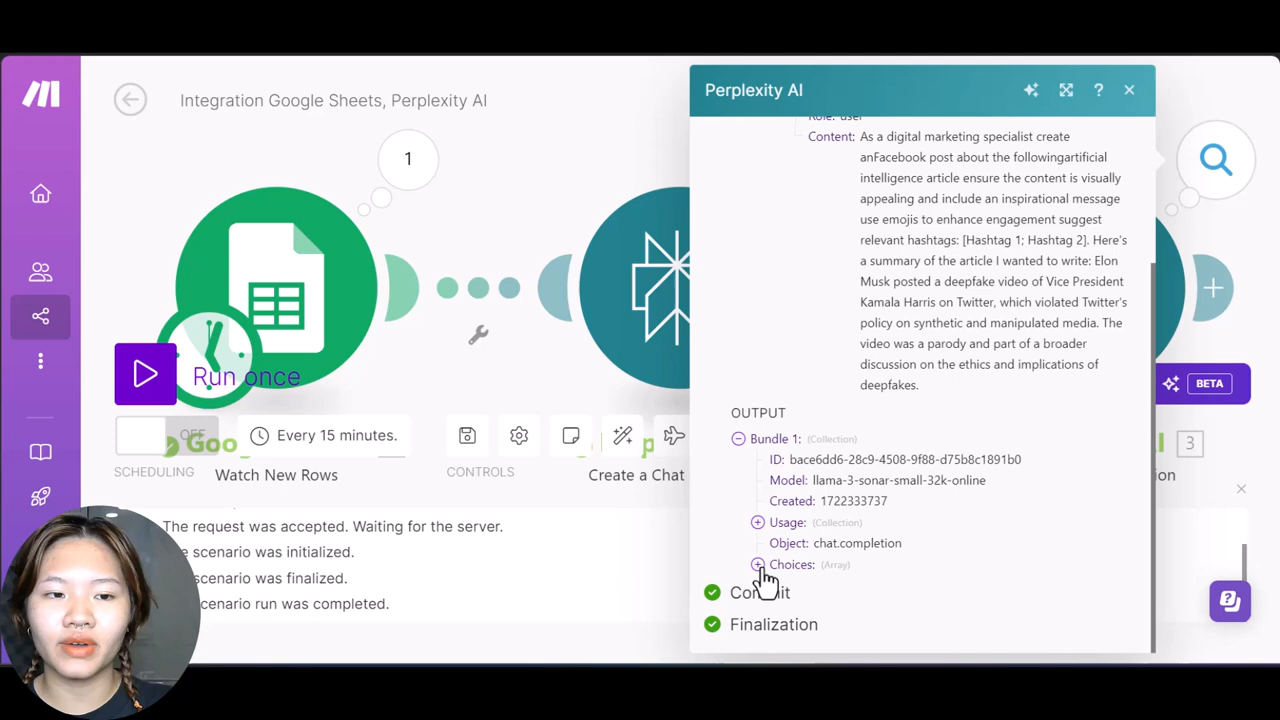 Integration Google Sheets, Perplexity AI
1
Run once
OFF
Every 15 minutes.
SCHEDULING
Watch New Rows
CONTROLS
Create a Chat
The request was accepted. Waiting for the server.
scenario was initialized.
scenario was finalized.
scenario run was completed.
Perplexity AI
?
Role: user
Content: As a digital marketing specialist create
anFacebook post about the followingartificial
intelligence article ensure the content is visually
appealing and include an inspirational message
use emojis to enhance engagement suggest
relevant hashtags: [Hashtag 1; Hashtag 2]. Here's
a summary of the article I wanted to write: Elon
Musk posted a deepfake video of Vice President
Kamala Harris on Twitter, which violated Twitter's
policy on synthetic and manipulated media. The
video was a parody and part of a broader
discussion on the ethics and implications of
deepfakes.
OUTPUT
Bundle 1: (Collection)
ID: bace6dd6-28c9-4508-9f88-d75b8c1891b0
Model: llama-3-sonar-small-32k-online
Created: 1722333737
Usage: (Collection)
Object: chat.completion
Choices: (Array)
Commit
Finalization
BETA
3